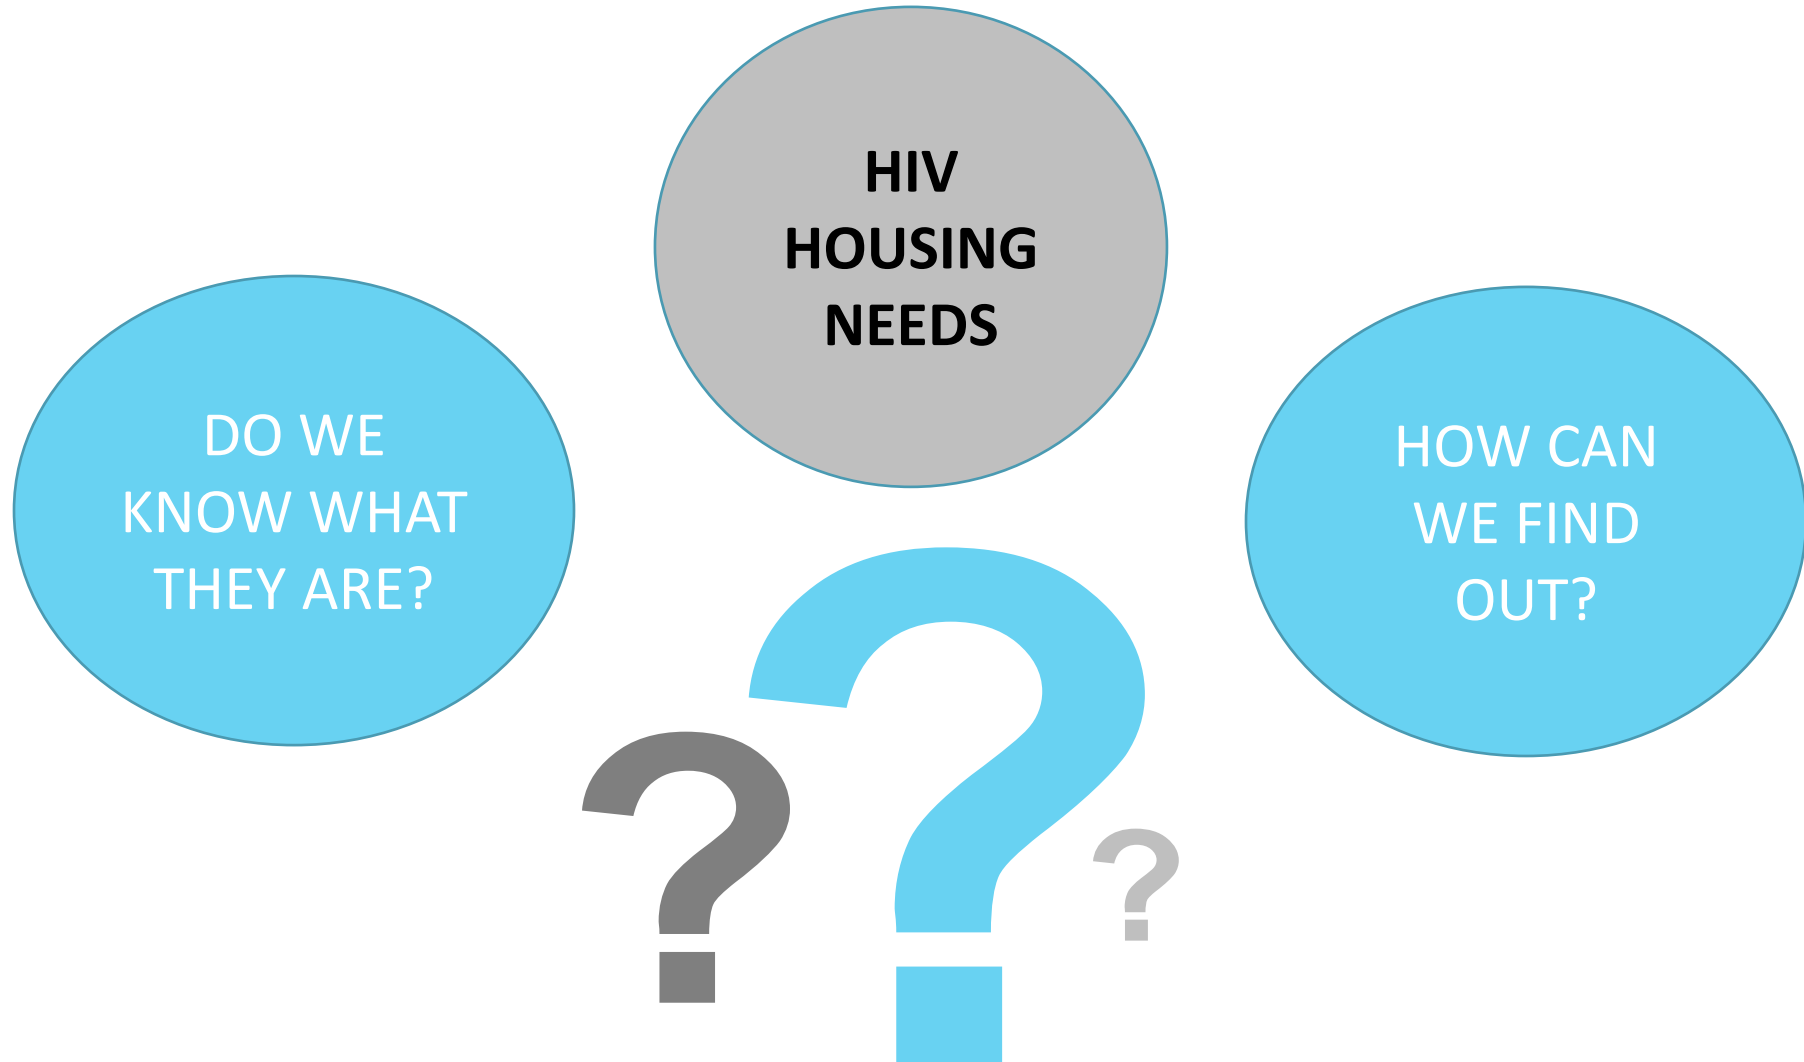 HIV
HOUSING
NEEDS
DO WE
KNOW WHAT
THEY ARE?
HOW CAN
WE FIND
OUT?
?
?
?